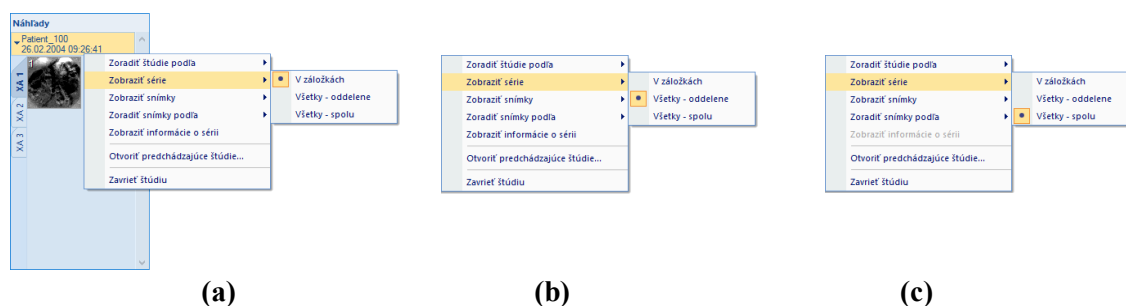 Náhľady
Patient_100
26.02.2004 09:26:41
1
XA 1
XA 2
XA 3
Zoradiť štúdie podľa
Zobraziť série
Zobraziť snímky
Zoradiť snímky podľa
Zobraziť informácie o sérii
Otvoriť predchádzajúce štúdie...
Zavrieť štúdiu
V záložkách
Všetky - oddelene
Všetky - spolu
(a)
Zoradiť štúdie podľa
Zobraziť série
Zobraziť snímky
Zoradiť snímky podľa
Zobraziť informácie o sérii
Otvoriť predchádzajúce štúdie...
Zavrieť štúdiu
V záložkách
Všetky - oddelene
Všetky - spolu
(b)
Zoradiť štúdie podľa
Zobraziť série
Zobraziť snímky
Zoradiť snímky podľa
Zobraziť informácie o sérii
Otvoriť predchádzajúce štúdie...
Zavrieť štúdiu
V záložkách
Všetky - oddelene
Všetky - spolu
(c)